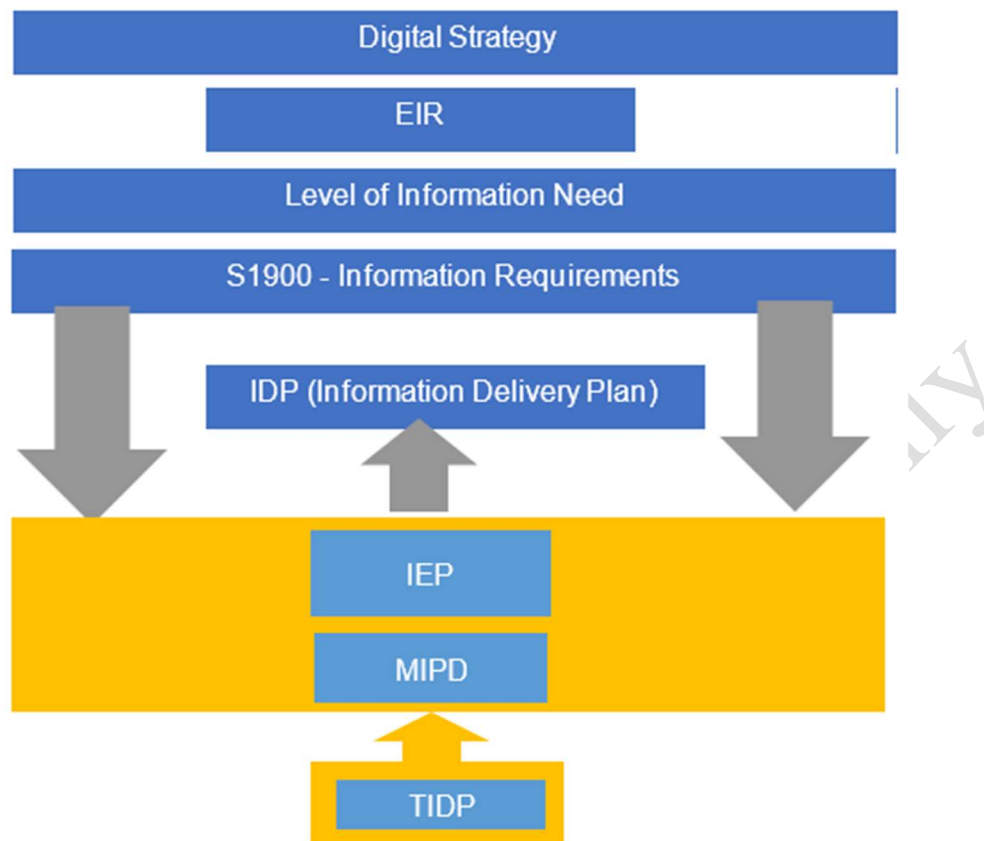 Digital Strategy
EIR
Level of Information Need
S1900 - Information Requirements
IDP (Information Delivery Plan)
IEP
MIPD
TIDP